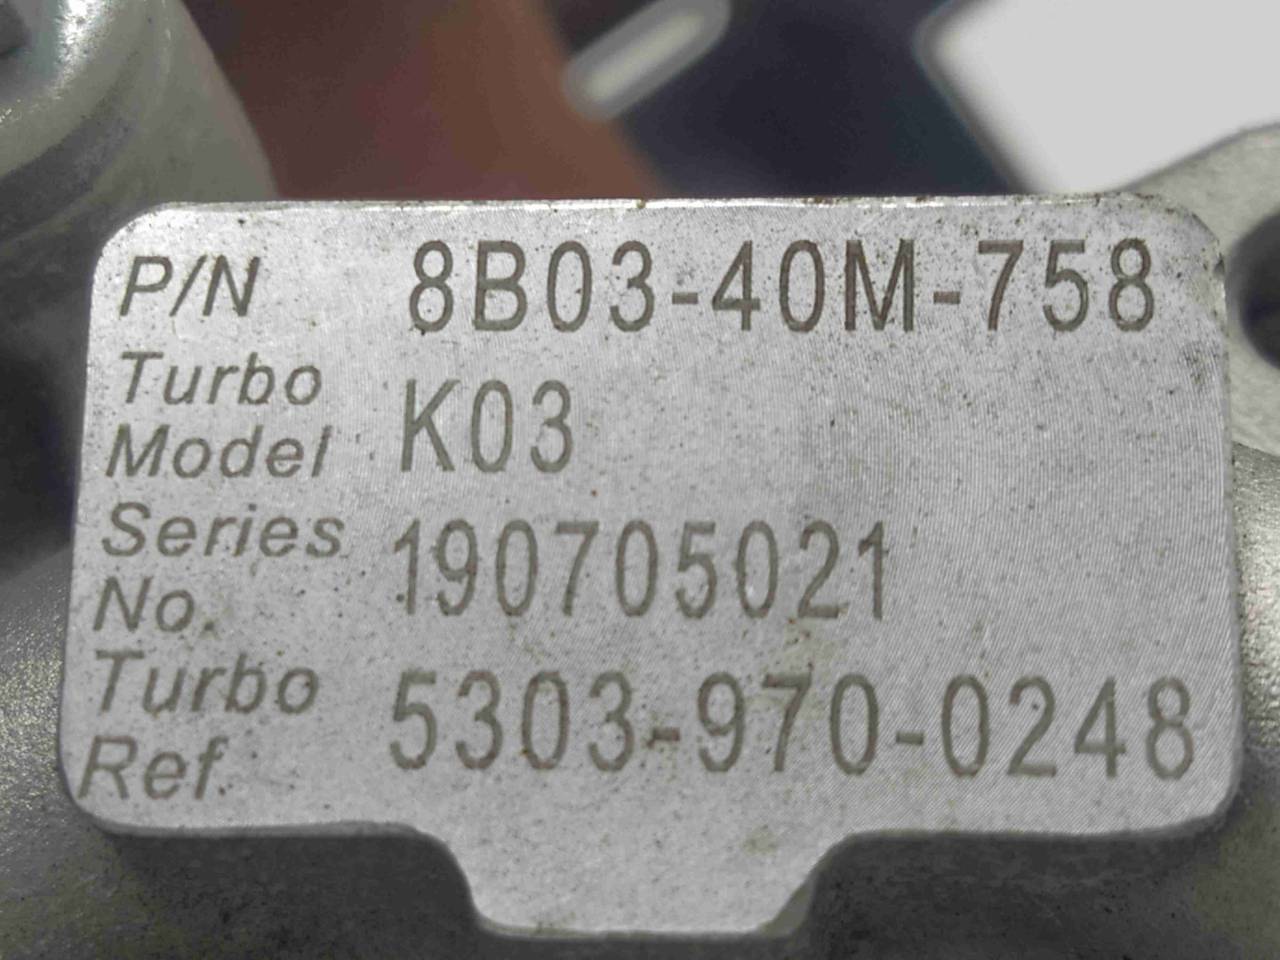 P/N 8B03-40M-758
Turbo
Model K03
Series
No. 190705021
Turbo
Ref. 5303-970-0248